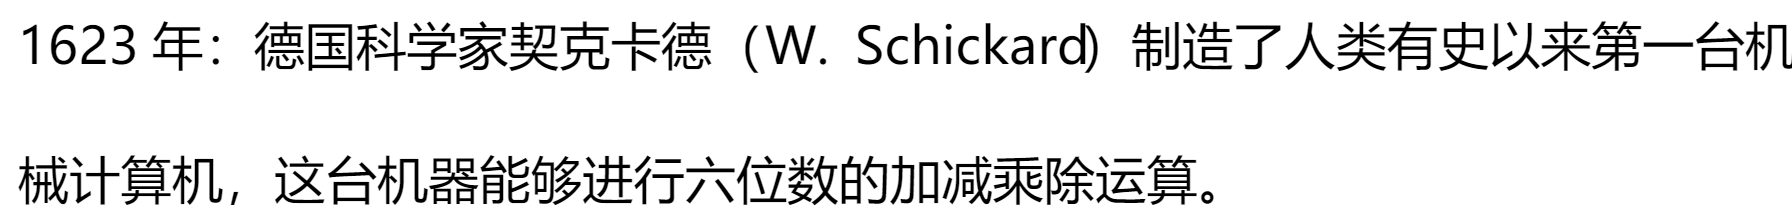 1623 年：德国科学家契克卡德（W. Schickard）制造了人类有史以来第一台机
械计算机，这台机器能够进行六位数的加减乘除运算。